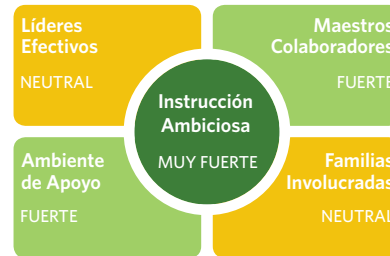 Líderes
Efectivos
NEUTRAL
Maestros
Colaboradores
FUERTE
Instrucción
Ambiciosa
MUY FUERTE
Ambiente
de Apoyo
FUERTE
Familias
Involucradas
NEUTRAL